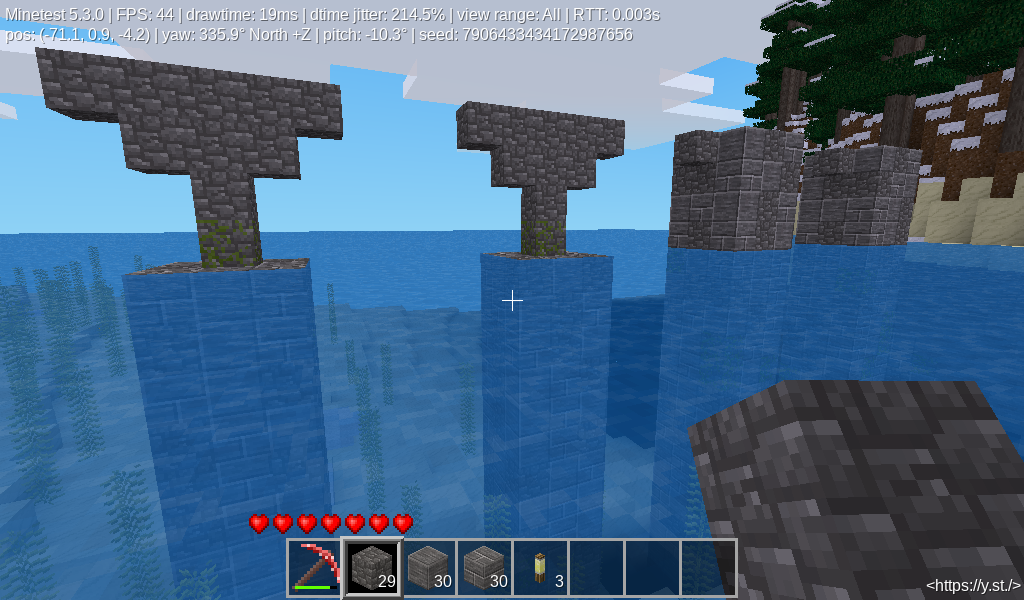 Minetest 5.3.0 | FPS: 44 | drawtime: 19ms | dtime jitter: 214.5% | view range: All | RTT: 0.003s
pos: (-71.1, 0.9, -4.2) | yaw: 335.9° North +Z | pitch: -10.3° | seed: 7906433434172987656
29 30 30 3
<https://y.st./>